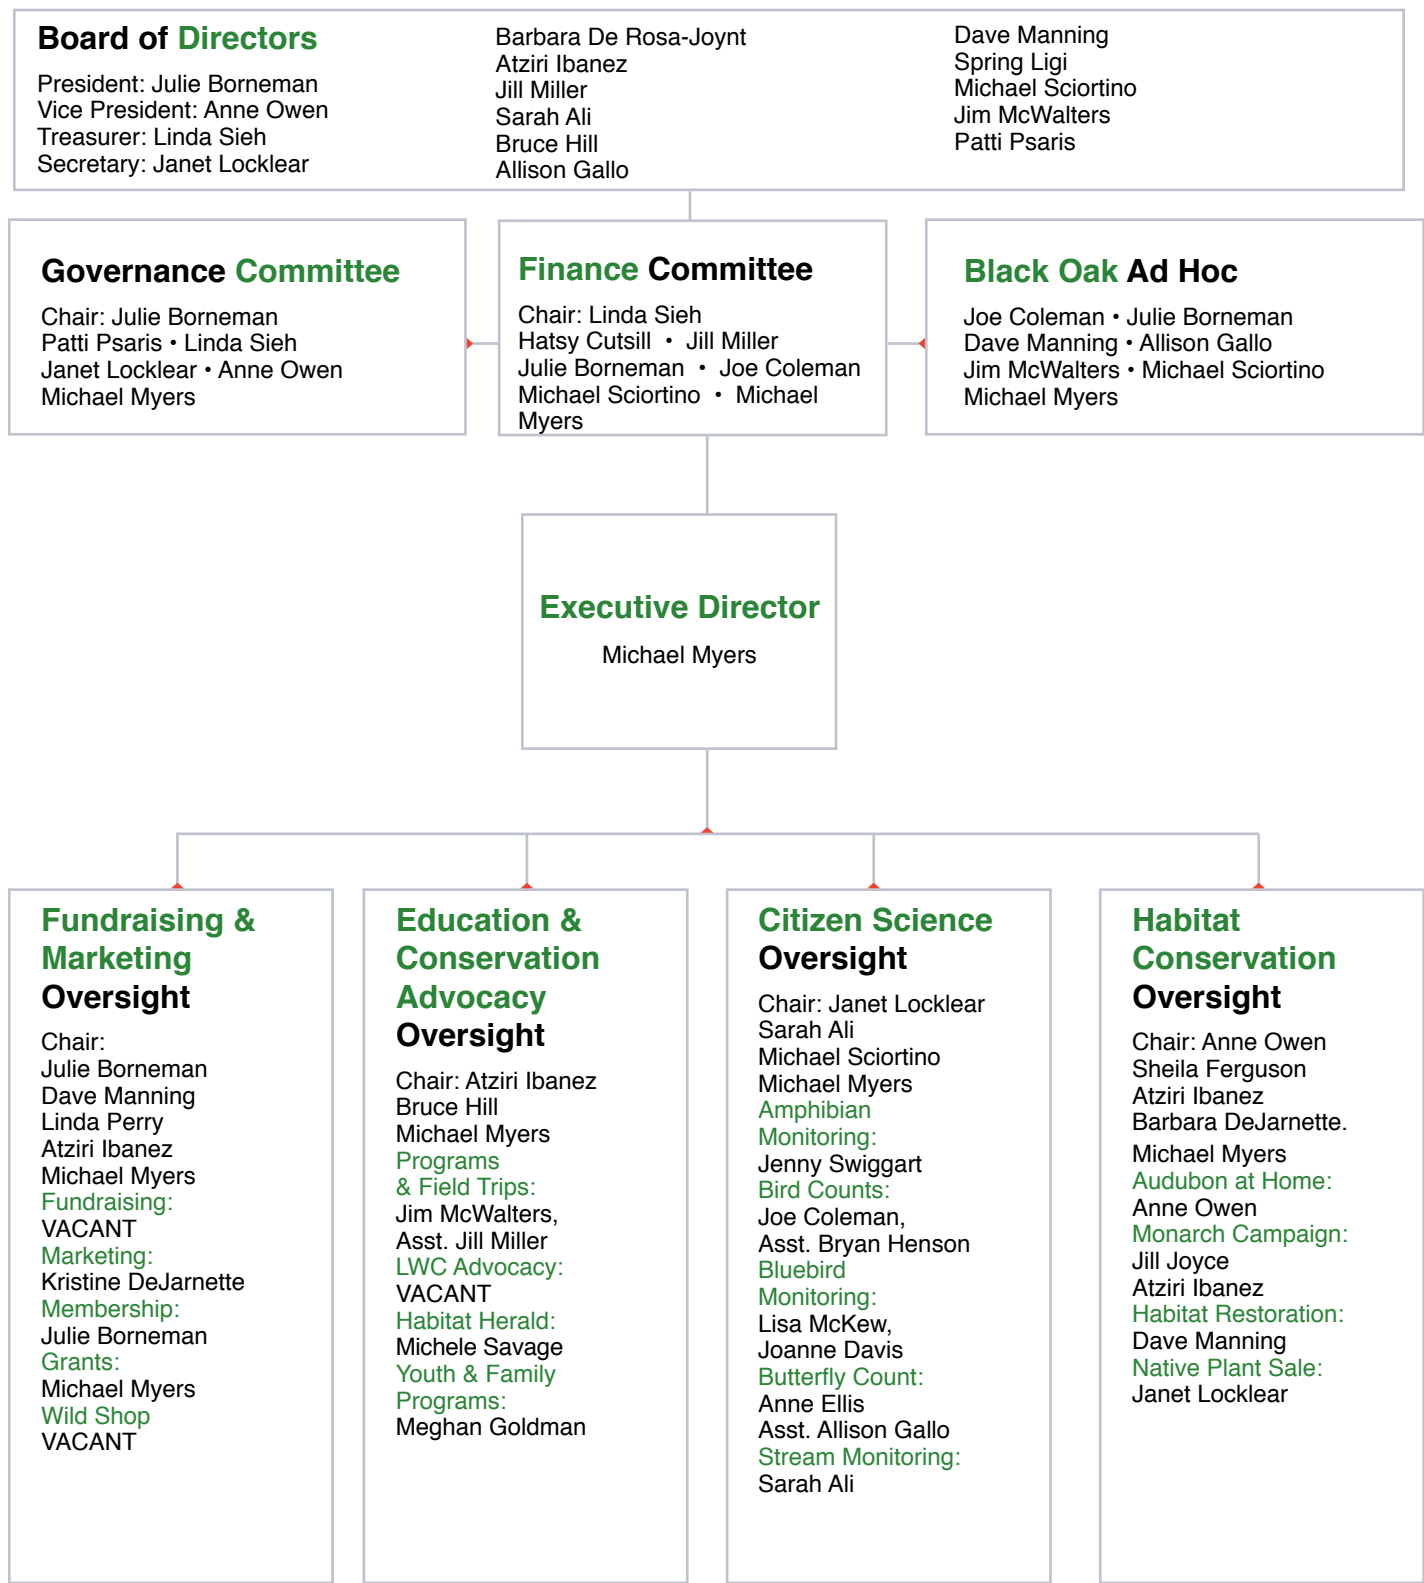 Board of Directors
President: Julie Borneman
Vice President: Anne Owen
Treasurer: Linda Sieh
Secretary: Janet Locklear
Barbara De Rosa-Joynt
Atziri Ibanez
Jill Miller
Sarah Ali
Bruce Hill
Allison Gallo
Dave Manning
Spring Ligi
Michael Sciortino
Jim McWalters
Patti Psaris
Governance Committee
Chair: Julie Borneman
Patti Psaris • Linda Sieh
Janet Locklear • Anne Owen
Michael Myers
Finance Committee
Chair: Linda Sieh
Hatsy Cutsill • Jill Miller
Julie Borneman • Joe Coleman
Michael Sciortino • Michael
Myers
Black Oak Ad Hoc
Joe Coleman • Julie Borneman
Dave Manning • Allison Gallo
Jim McWalters • Michael Sciortino
Michael Myers
Executive Director
Michael Myers
Fundraising &
Marketing
Oversight
Chair:
Julie Borneman
Dave Manning
Linda Perry
Atziri Ibanez
Michael Myers
Fundraising:
VACANT
Marketing:
Kristine DeJarnette
Membership:
Julie Borneman
Grants:
Michael Myers
Wild Shop
VACANT
Education &
Conservation
Advocacy
Oversight
Chair: Atziri Ibanez
Bruce Hill
Michael Myers
Programs
& Field Trips:
Jim McWalters,
Asst. Jill Miller
LWC Advocacy:
VACANT
Habitat Herald:
Michele Savage
Youth & Family
Programs:
Meghan Goldman
Citizen Science
Oversight
Chair: Janet Locklear
Sarah Ali
Michael Sciortino
Michael Myers
Amphibian
Monitoring:
Jenny Swiggart
Bird Counts:
Joe Coleman,
Asst. Bryan Henson
Bluebird
Monitoring:
Lisa McKew,
Joanne Davis
Butterfly Count:
Anne Ellis
Asst. Allison Gallo
Stream Monitoring:
Sarah Ali
Habitat
Conservation
Oversight
Chair: Anne Owen
Sheila Ferguson
Atziri Ibanez
Barbara DeJarnette.
Michael Myers
Audubon at Home:
Anne Owen
Monarch Campaign:
Jill Joyce
Atziri Ibanez
Habitat Restoration:
Dave Manning
Native Plant Sale:
Janet Locklear